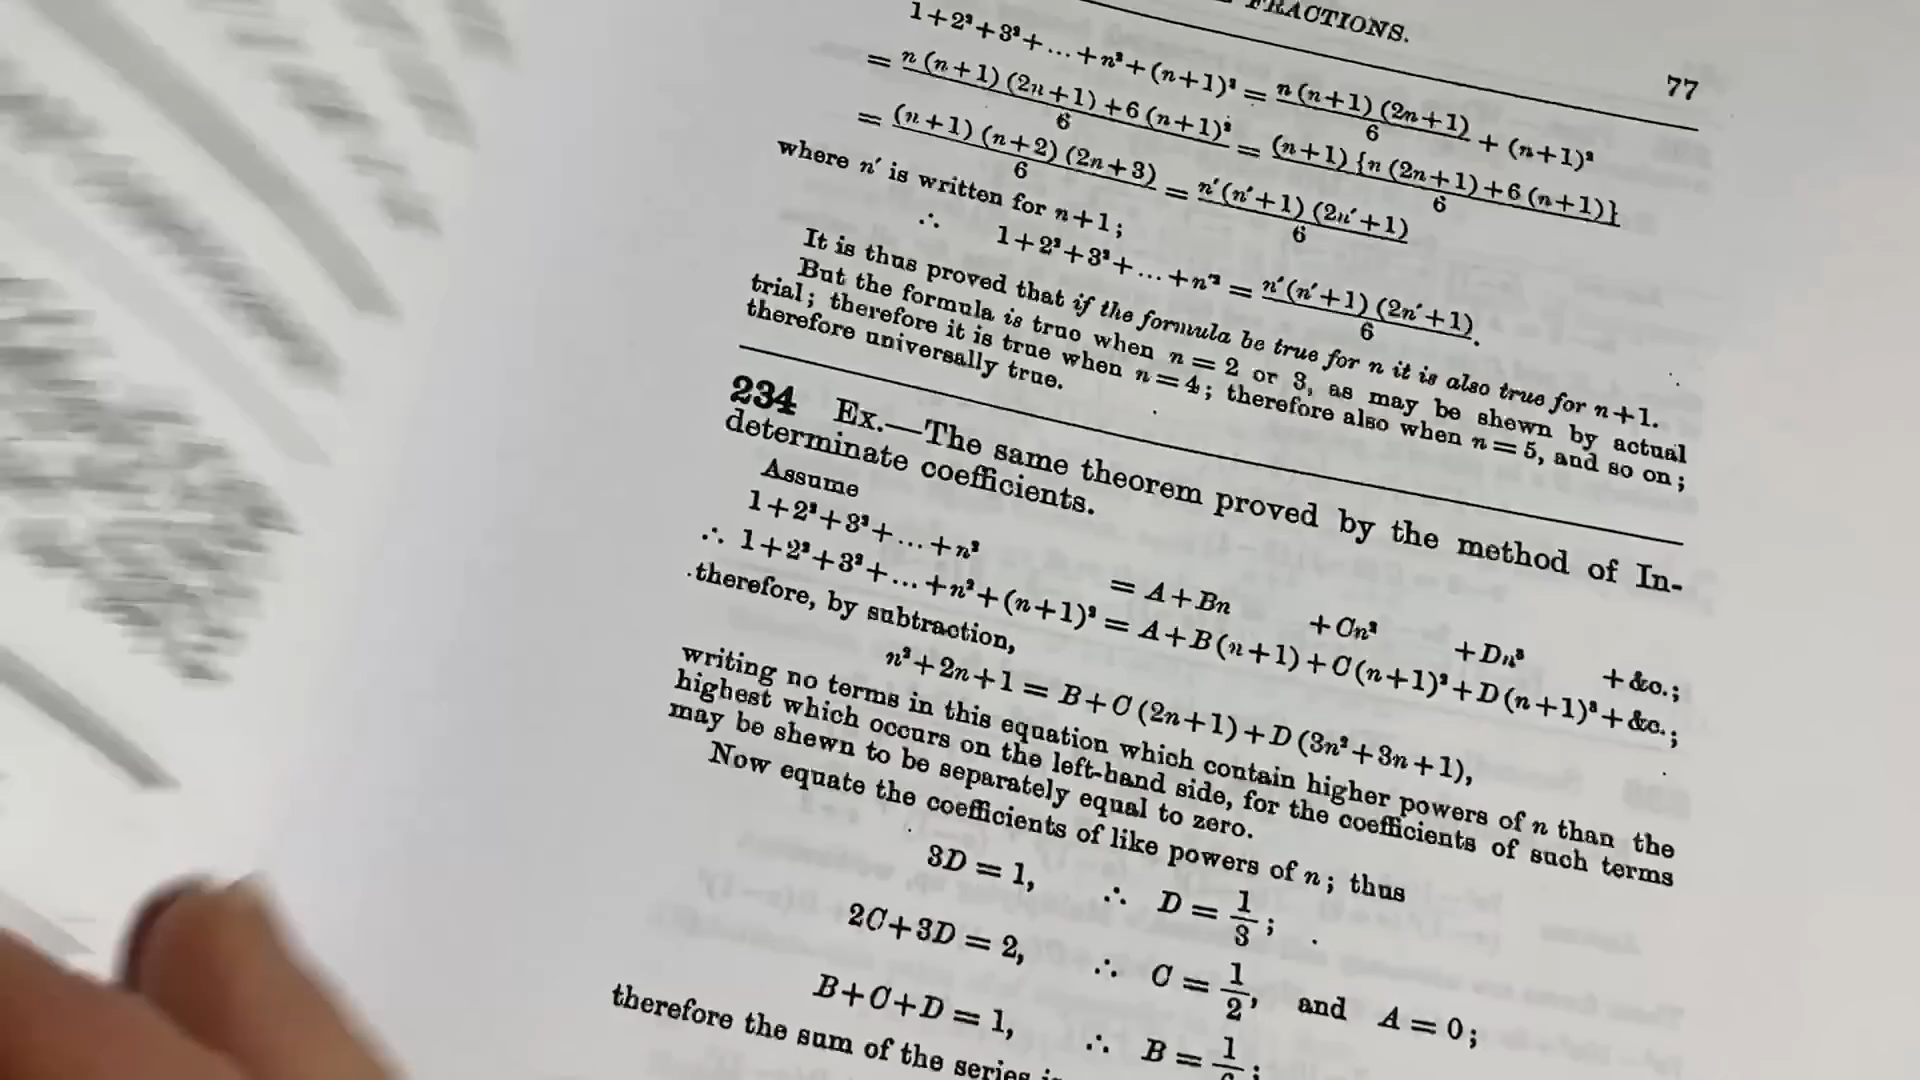 FRACTIONS. 77
1+2²+3²+...+n²+(n+1)² = n(n+1)(2n+1)/6 + (n+1)²
= n(n+1)(2n+1)+6(n+1)²/6 = (n+1){n(2n+1)+6(n+1)}/6
= (n+1)(n+2)(2n+3)/6 = n′(n′+1)(2n′+1)/6
where n′ is written for n+1;
∴ 1+2²+3²+...+n′² = n′(n′+1)(2n′+1)/6.
It is thus proved that if the formula be true for n it is also true for n+1.
But the formula is true when n=2 or 3, as may be shewn by actual
trial; therefore it is true when n=4; therefore also when n=5, and so on;
therefore universally true.
234 Ex.—The same theorem proved by the method of In-
determinate coefficients.
Assume
1+2²+3²+...+n² = A+Bn +Cn² +Dn³ +&c.;
∴ 1+2²+3²+...+n²+(n+1)² = A+B(n+1)+C(n+1)²+D(n+1)³+&c.;
therefore, by subtraction,
n²+2n+1 = B+C(2n+1)+D(3n²+3n+1),
writing no terms in this equation which contain higher powers of n than the
highest which occurs on the left-hand side, for the coefficients of such terms
may be shewn to be separately equal to zero.
Now equate the coefficients of like powers of n; thus
3D = 1, ∴ D = 1/3;
2C+3D = 2, ∴ C = 1/2, and A = 0;
B+C+D = 1, ∴ B = 1/6;
therefore the sum of the series